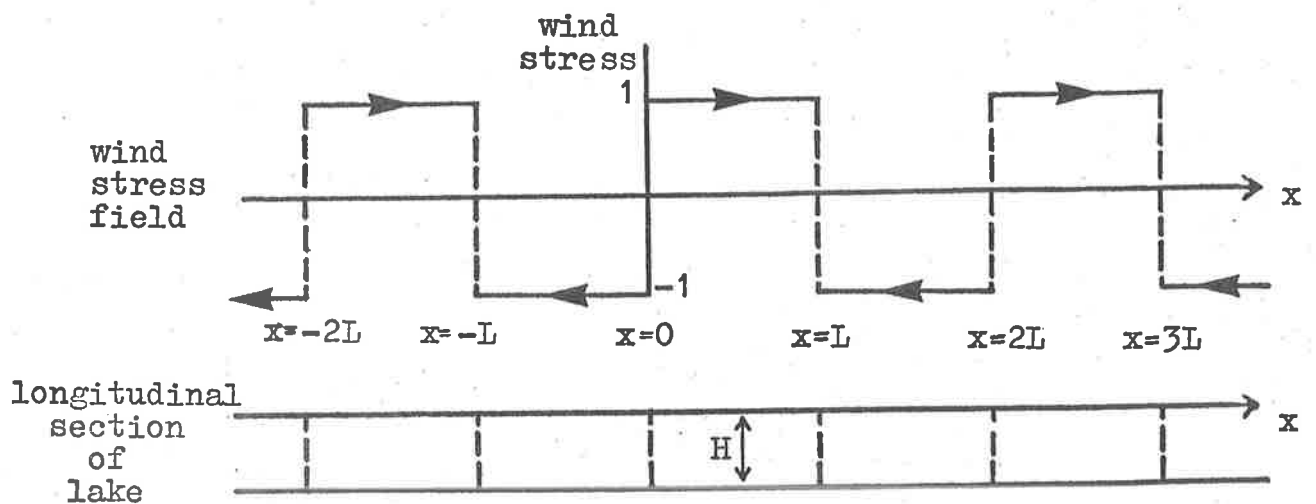 wind
stress
1
wind
stress
field
x
-1
x=-2L
x=-L
x=0
x=L
x=2L
x=3L
longitudinal
section
of
lake
x
H